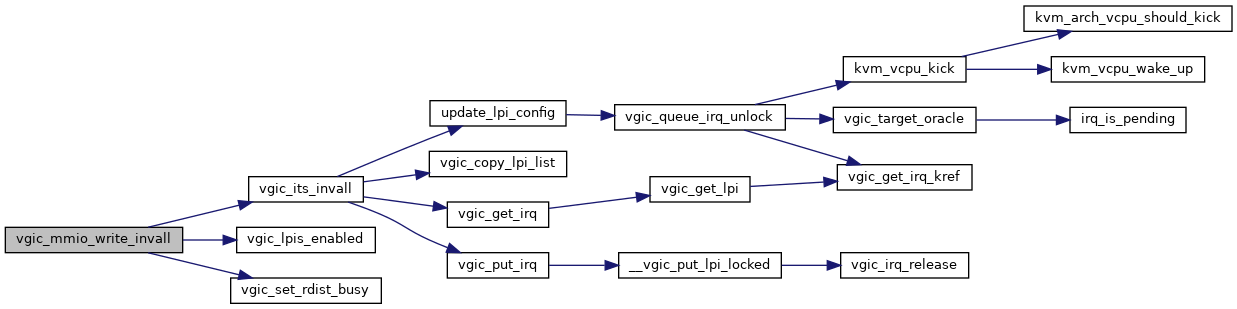 kvm_arch_vcpu_should_kick
kvm_vcpu_kick
kvm_vcpu_wake_up
update_lpi_config
vgic_queue_irq_unlock
vgic_target_oracle
irq_is_pending
vgic_copy_lpi_list
vgic_its_invall
vgic_get_lpi
vgic_get_irq_kref
vgic_get_irq
vgic_mmio_write_invall
vgic_lpis_enabled
vgic_put_irq
__vgic_put_lpi_locked
vgic_irq_release
vgic_set_rdist_busy